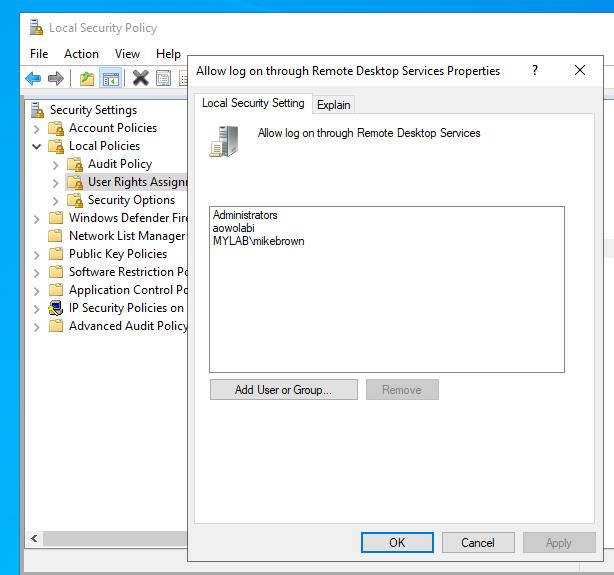 Local Security Policy
File Action View Help
Security Settings
Account Policies
Local Policies
Audit Policy
User Rights Assignn
Security Options
Windows Defender Fire
Network List Manager
Public Key Policies
Software Restriction Po
Application Control Po
IP Security Policies on
Advanced Audit Policy
Allow log on through Remote Desktop Services Properties ?
Local Security Setting Explain
Allow log on through Remote Desktop Services
Administrators
aowolabi
MYLAB\mikebrown
Add User or Group... Remove
OK Cancel Apply